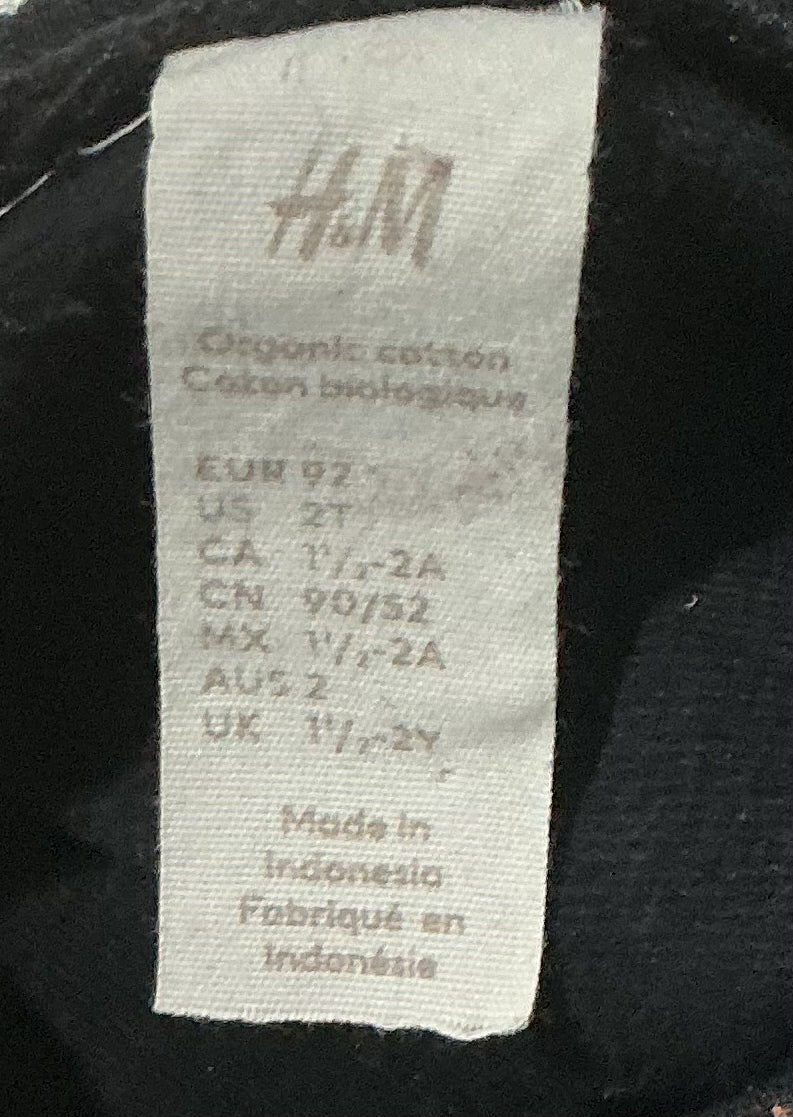 H&M
Organic cotton
Coton biologique
EUR 92
US 2T
CA 1¹/₂-2A
CN 90/52
MX 1¹/₂-2A
AUS 2
UK 1¹/₂-2Y
Made in
Indonesia
Fabriqué en
Indonésie